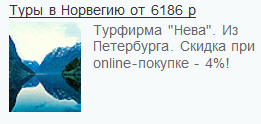 Туры в Норвегию от 6186 р
Турфирма "Нева". Из
Петербурга. Скидка при
online-покупке - 4%!